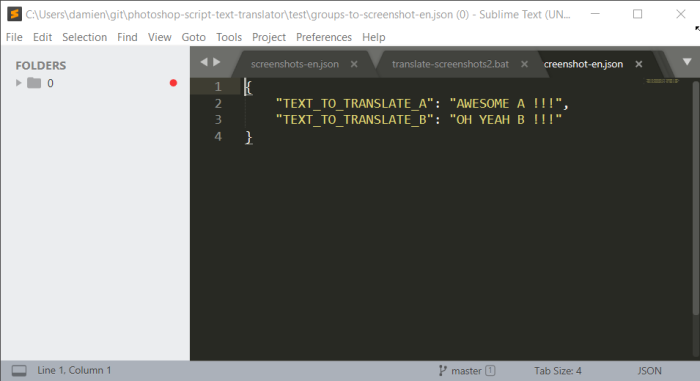 C:\Users\damien\git\photoshop-script-text-translator\test\groups-to-screenshot-en.json (0) - Sublime Text (UN...
File Edit Selection Find View Goto Tools Project Preferences Help
FOLDERS
0
screenshots-en.json translate-screenshots2.bat creenshot-en.json
1 {
2 "TEXT_TO_TRANSLATE_A": "AWESOME A !!!",
3 "TEXT_TO_TRANSLATE_B": "OH YEAH B !!!"
4 }
Line 1, Column 1 master 1 Tab Size: 4 JSON